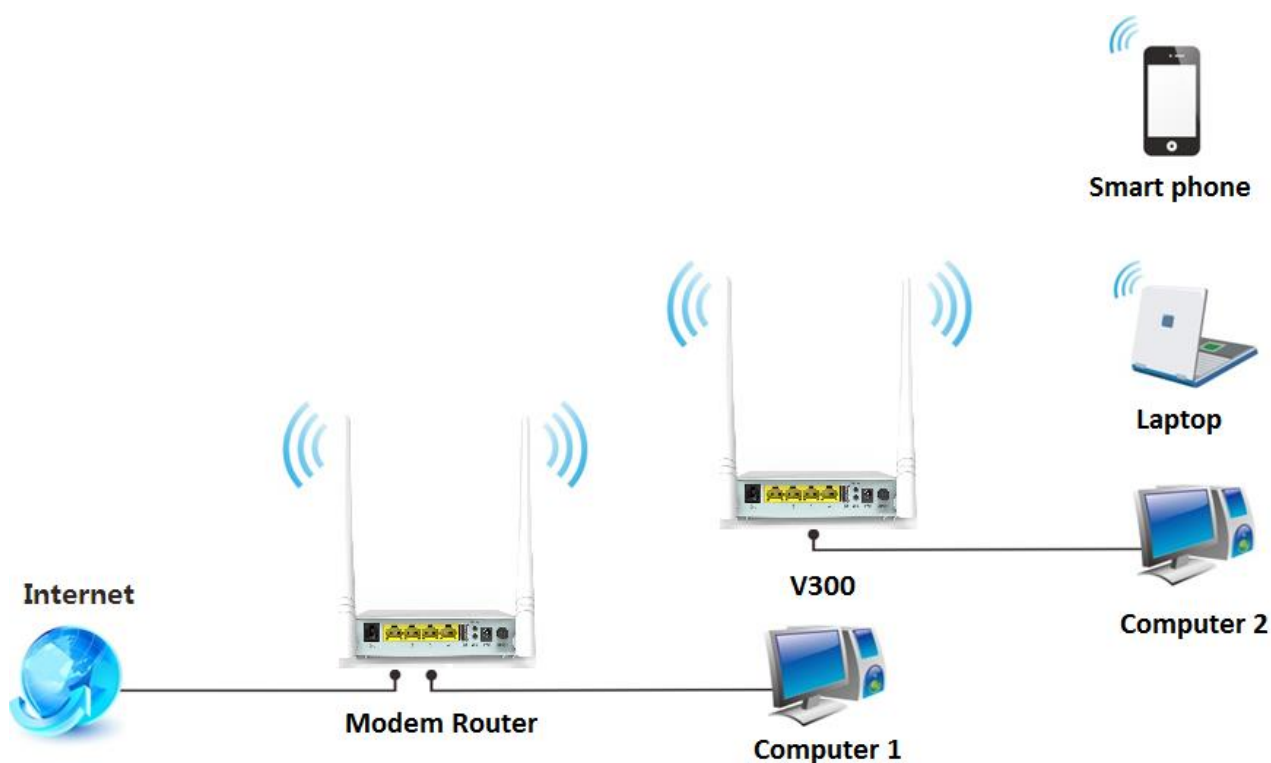 Smart phone
Laptop
V300
Computer 2
Internet
Modem Router
Computer 1